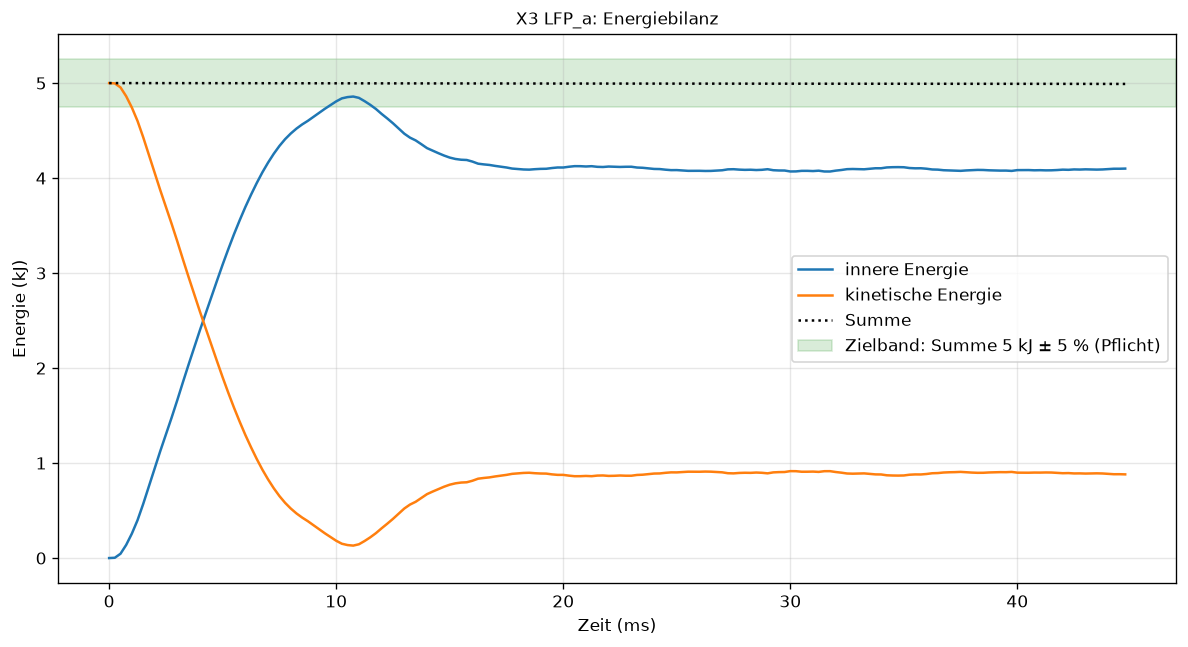 X3 LFP_a: Energiebilanz
Energie (kJ)
5
4
3
2
1
0
innere Energie
kinetische Energie
Summe
Zielband: Summe 5 kJ ± 5 % (Pflicht)
0 10 20 30 40
Zeit (ms)